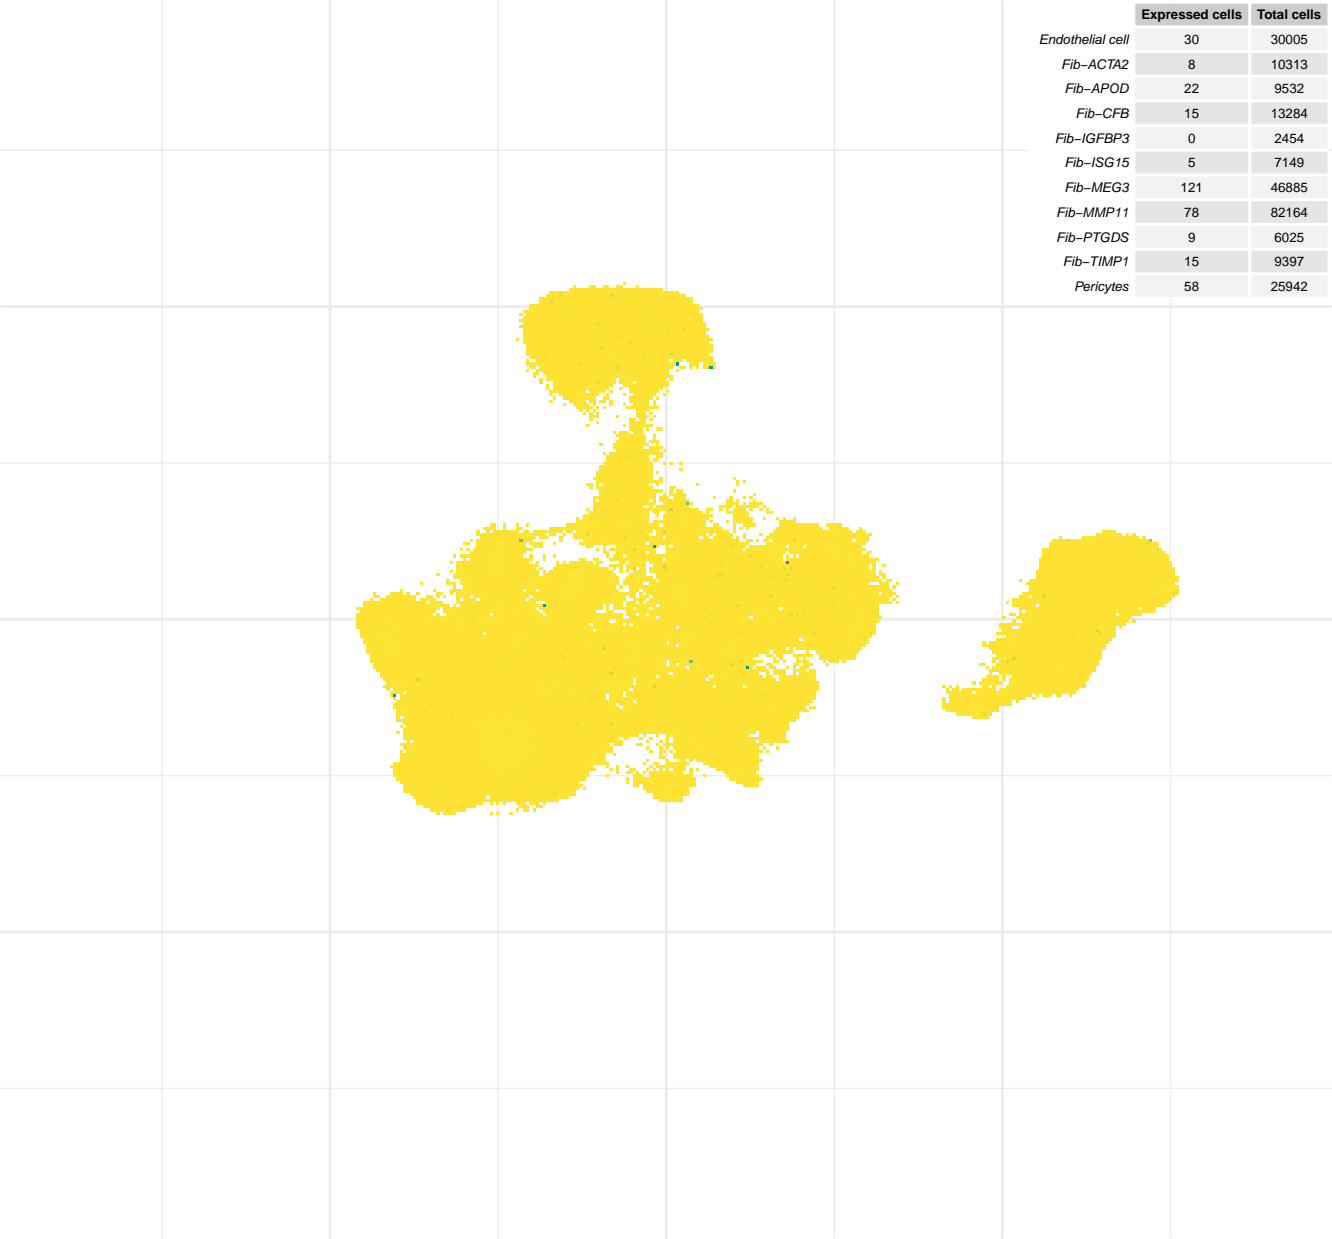 Expressed cells Total cells
Endothelial cell 30 30005
Fib−ACTA2 8 10313
Fib−APOD 22 9532
Fib−CFB 15 13284
Fib−IGFBP3 0 2454
Fib−ISG15 5 7149
Fib−MEG3 121 46885
Fib−MMP11 78 82164
Fib−PTGDS 9 6025
Fib−TIMP1 15 9397
Pericytes 58 25942